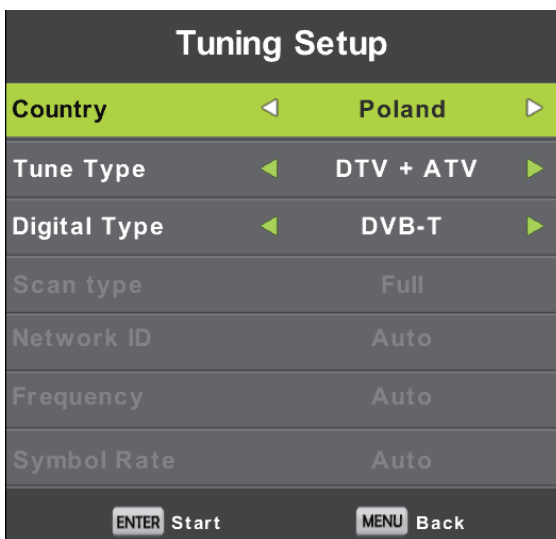 Tuning Setup
Country Poland
Tune Type DTV + ATV
Digital Type DVB-T
Scan type Full
Network ID Auto
Frequency Auto
Symbol Rate Auto
ENTER Start MENU Back